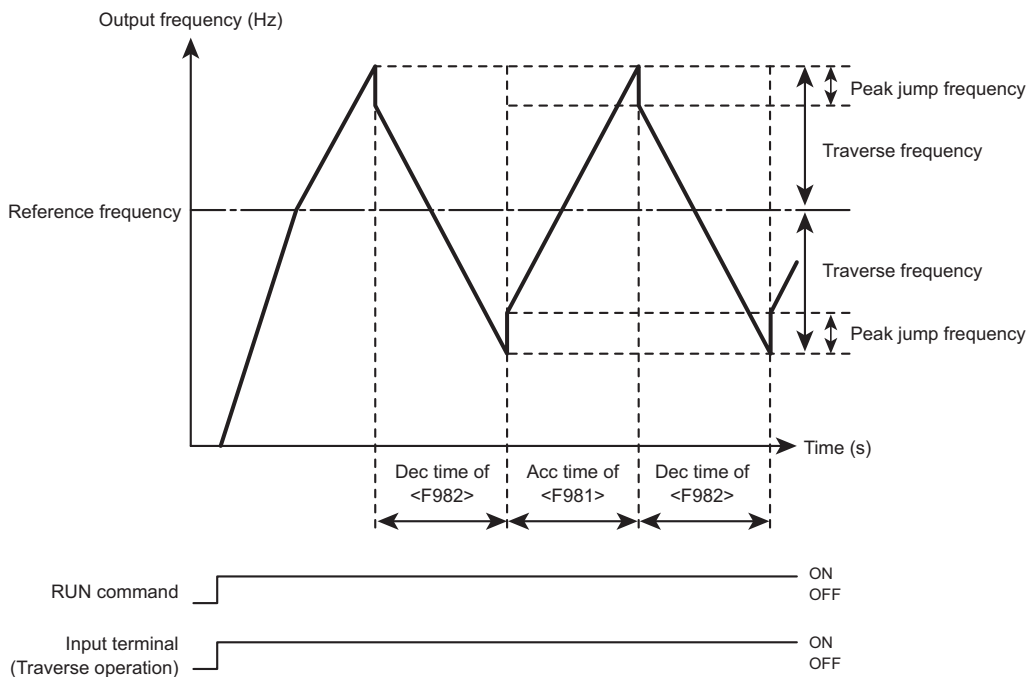 Output frequency (Hz)
Peak jump frequency
Traverse frequency
Reference frequency
Traverse frequency
Peak jump frequency
Time (s)
Dec time of
<F982>
Acc time of
<F981>
Dec time of
<F982>
RUN command
ON
OFF
Input terminal
(Traverse operation)
ON
OFF